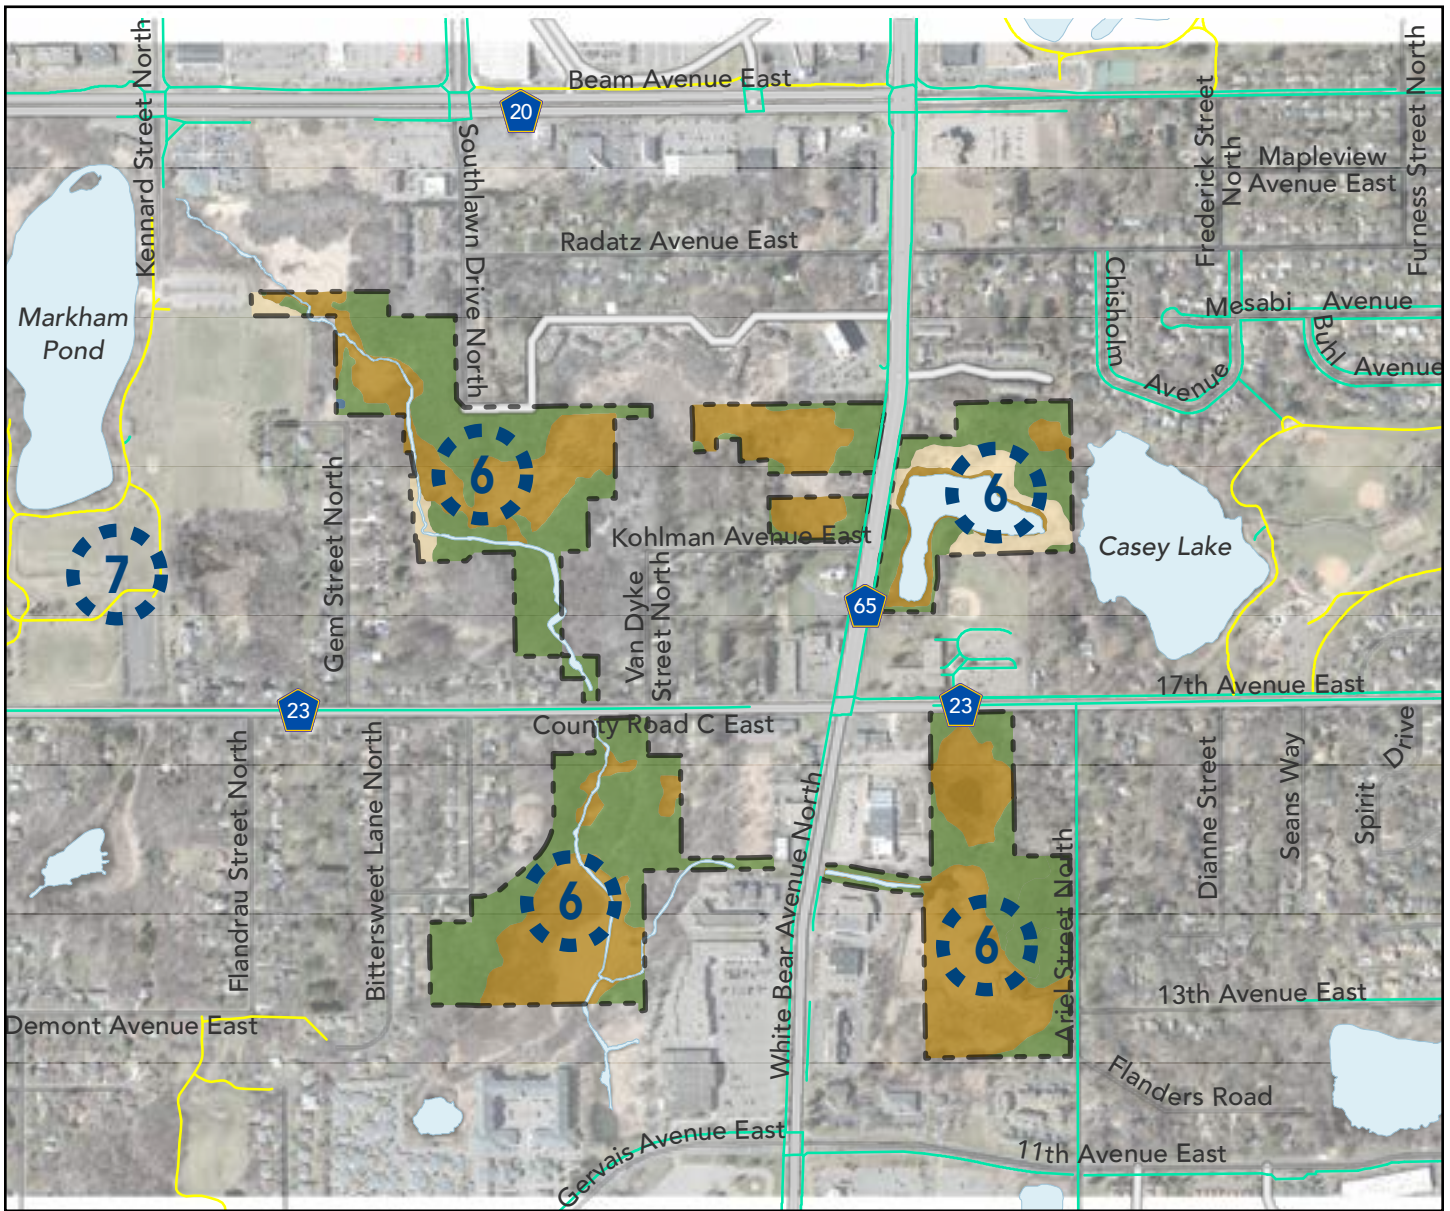 Beam Avenue East
20
Kennard Street North
Southlawn Drive North
Frederick Street
North
Furness Street North
Mapleview
Avenue East
Radatz Avenue East
Chisholm
Avenue
Mesabi Avenue
Buhl
Avenue
Markham
Pond
6
6
7
Gem Street North
Kohlman Avenue East
Van Dyke
Street North
Casey Lake
65
17th Avenue East
23
23
County Road C East
Flandrau Street North
Bittersweet Lane North
White Bear Avenue North
Ariel Street North
Dianne Street
Seans Way
Spirit
Drive
6
6
13th Avenue East
Demont Avenue East
Flanders Road
Gervais Avenue East
11th Avenue East